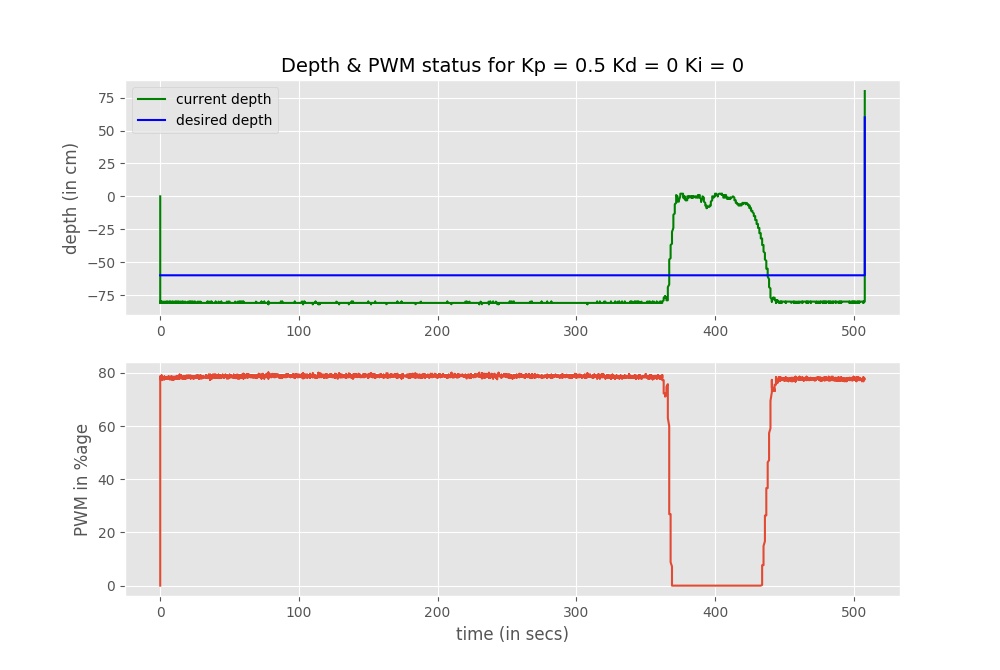 Depth & PWM status for Kp = 0.5 Kd = 0 Ki = 0
current depth
desired depth
depth (in cm)
75
50
25
0
−25
−50
−75
0 100 200 300 400 500
PWM in %age
80
60
40
20
0
0 100 200 300 400 500
time (in secs)